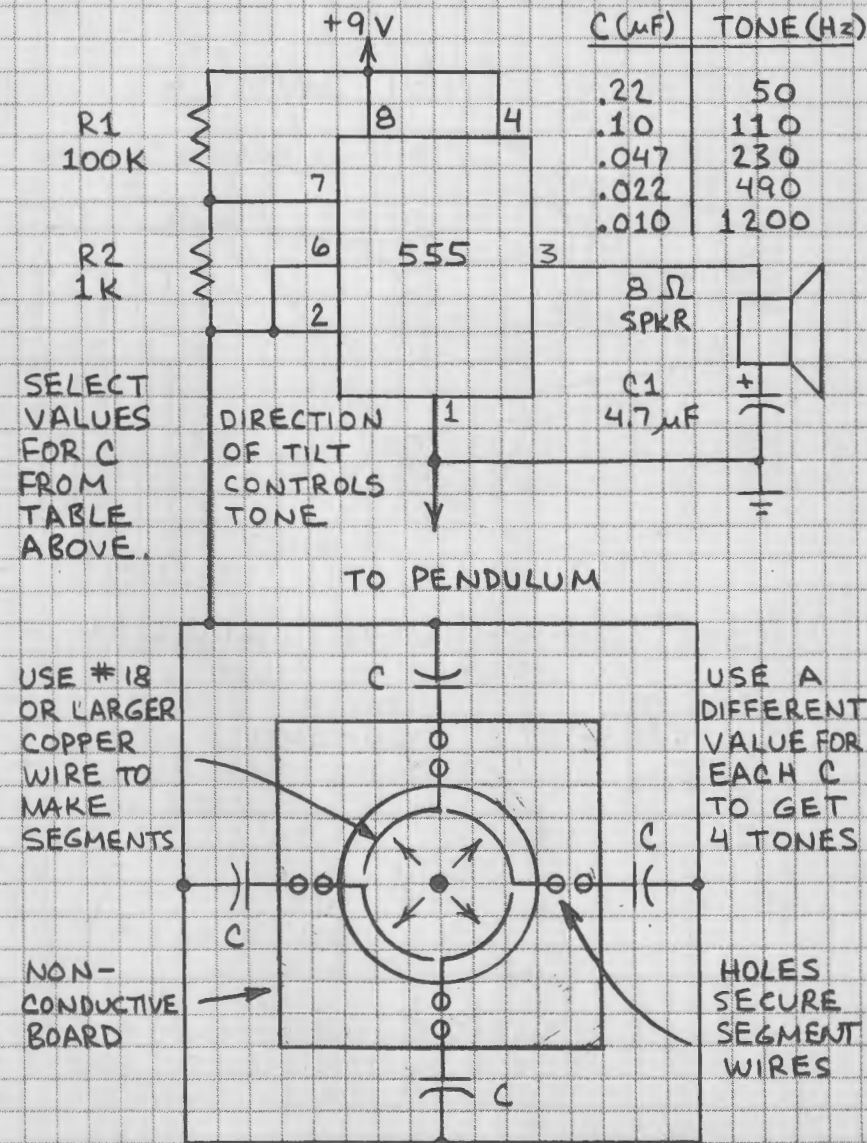 +9V
C (μF) TONE (Hz)
.22 50
.10 110
.047 230
.022 490
.010 1200
R1
100K
8
4
7
R2
1K
6
555
3
2
8 Ω
SPKR
1
C1
4.7μF
+
SELECT
VALUES
FOR C
FROM
TABLE
ABOVE.
DIRECTION
OF TILT
CONTROLS
TONE
TO PENDULUM
USE #18
OR LARGER
COPPER
WIRE TO
MAKE
SEGMENTS
C
USE A
DIFFERENT
VALUE FOR
EACH C
TO GET
4 TONES
C
C
NON-
CONDUCTIVE
BOARD
HOLES
SECURE
SEGMENT
WIRES
C